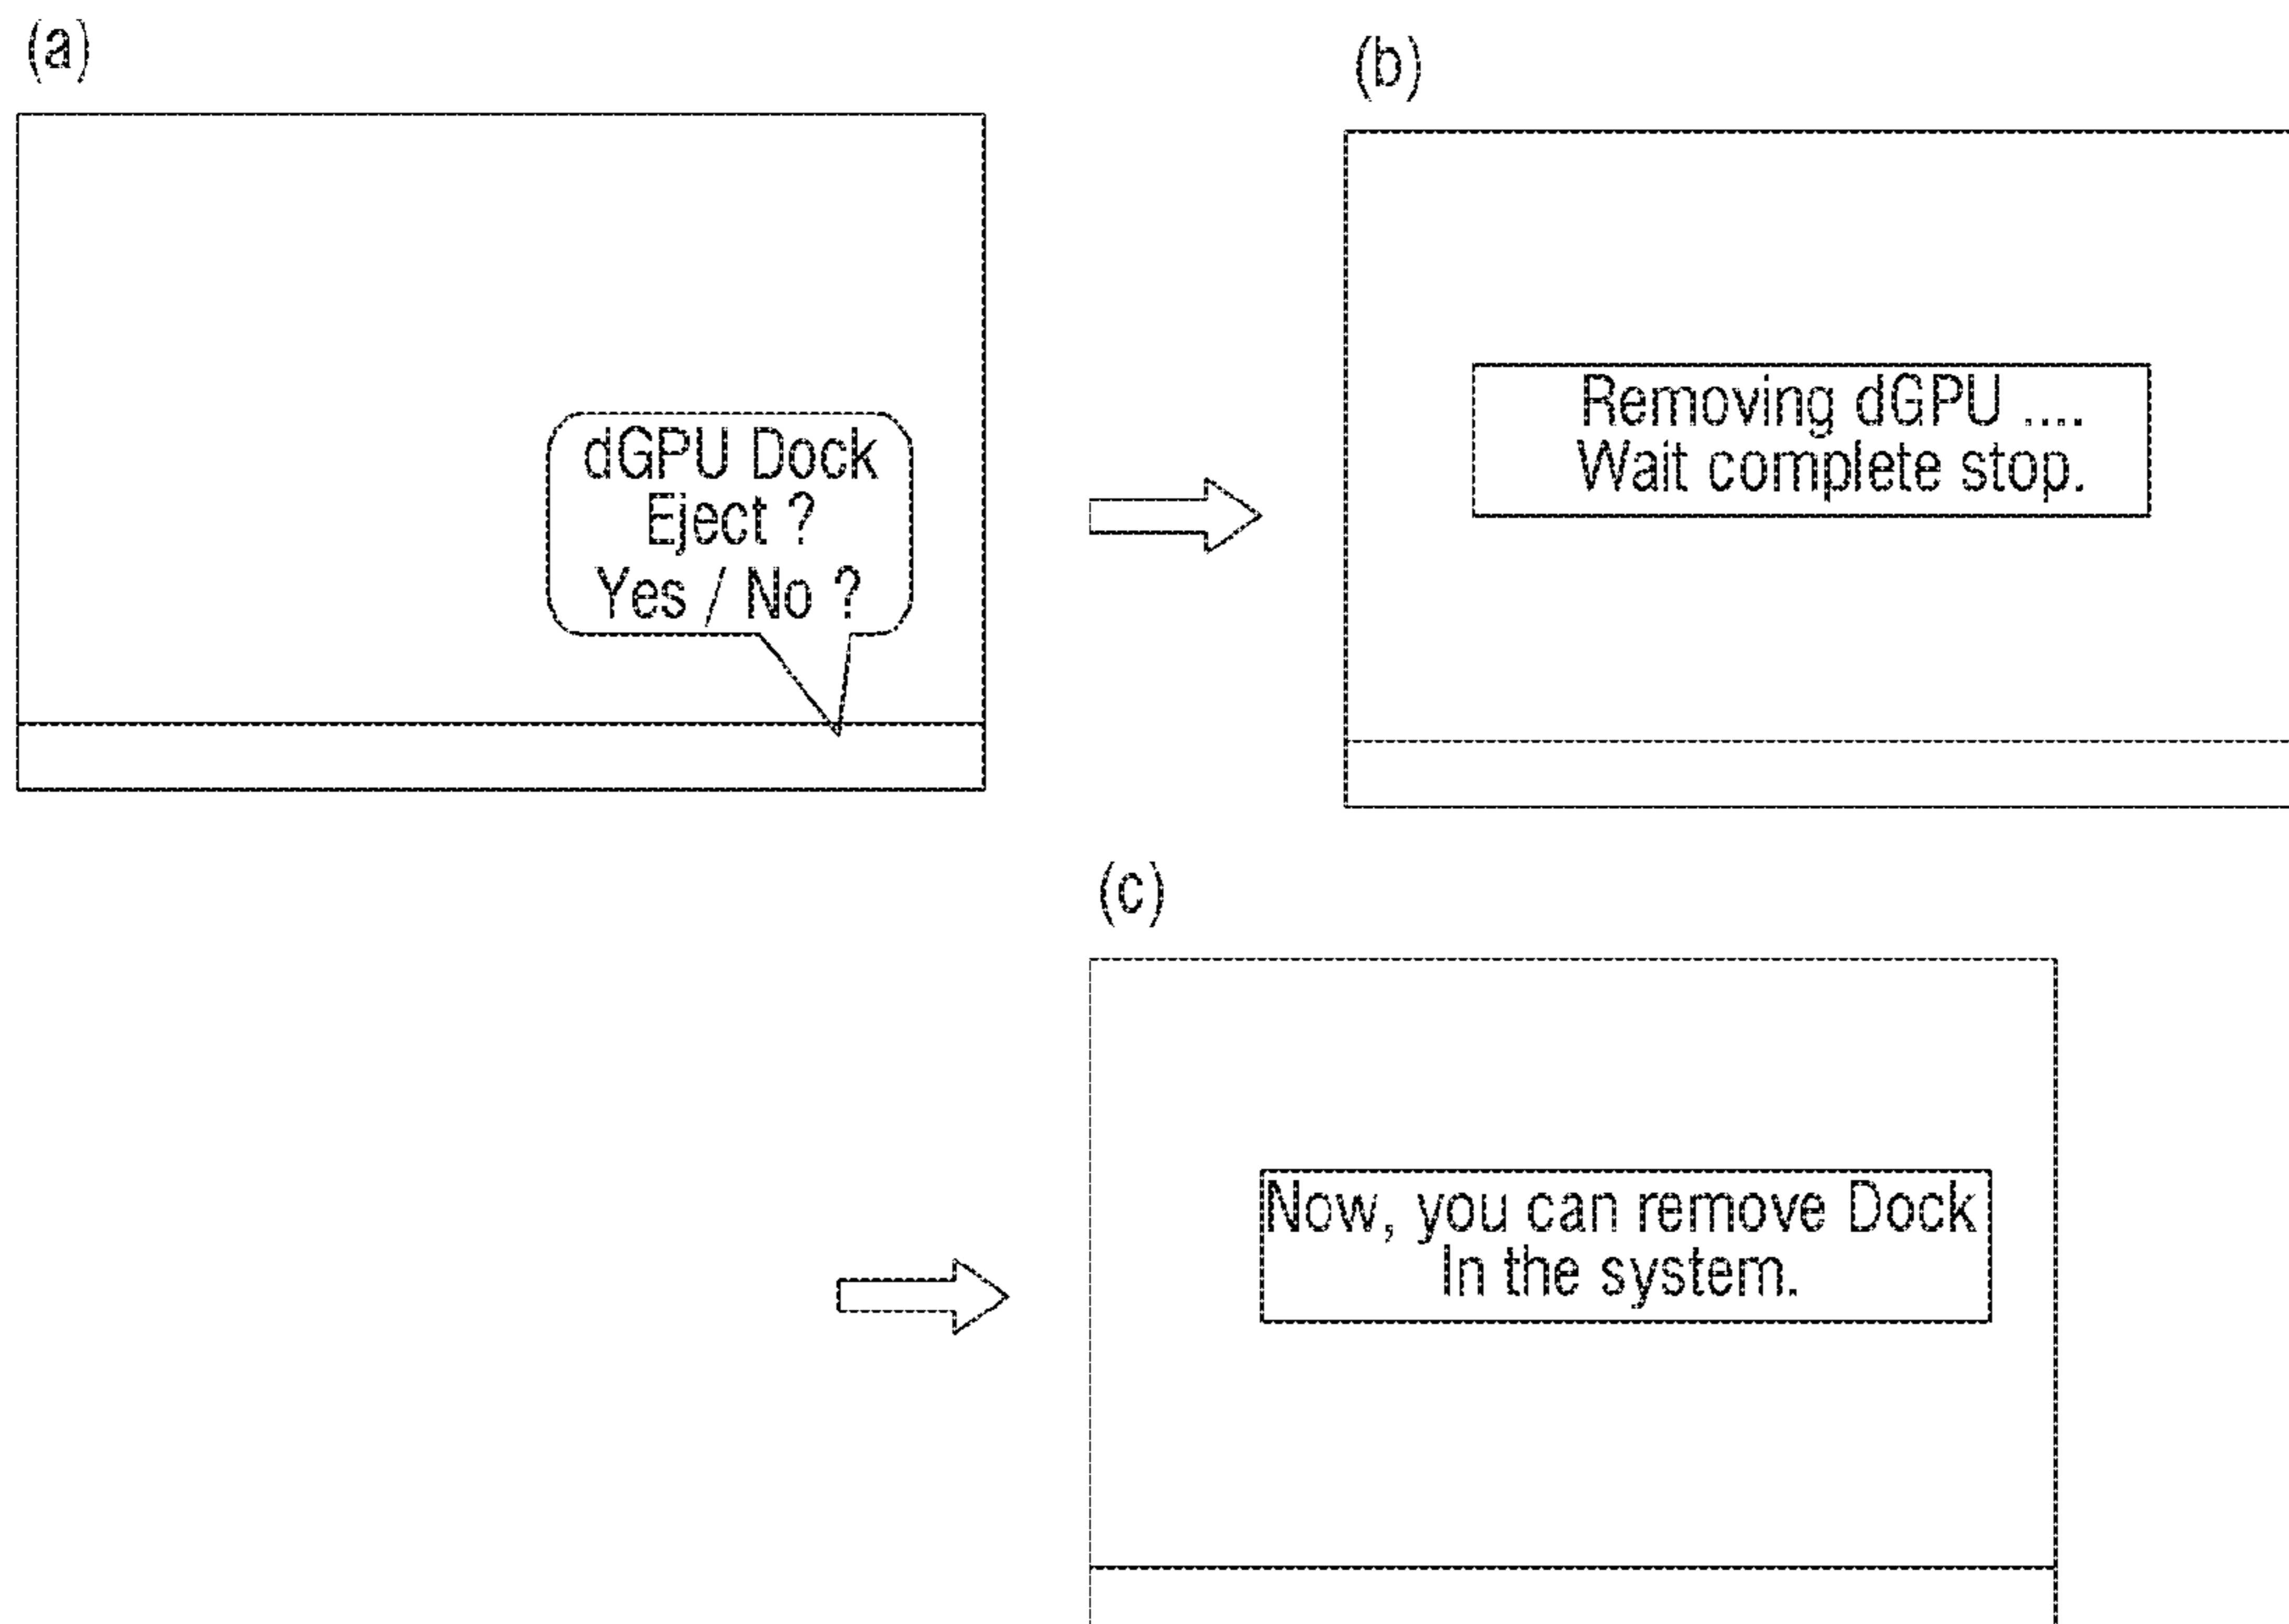 (a)
dGPU Dock
Eject ?
Yes / No ?
(b)
Removing dGPU ....
Wait complete stop.
(c)
Now, you can remove Dock
In the system.